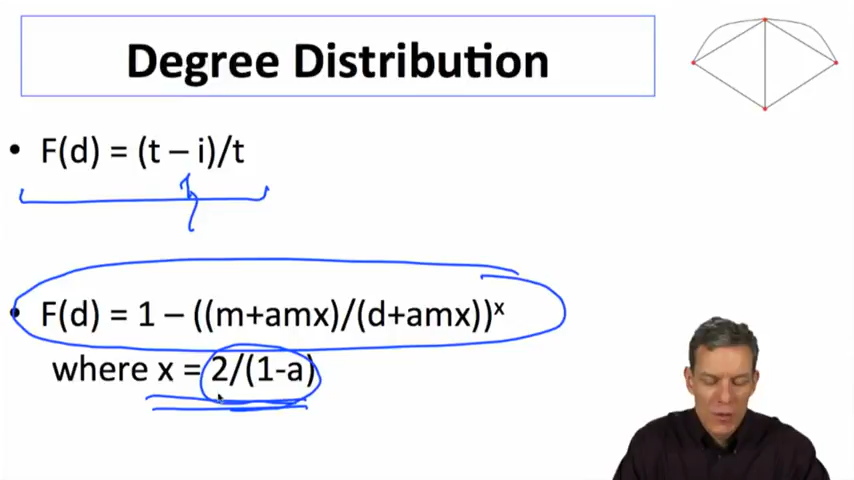 Degree Distribution
• F(d) = (t – i)/t
• F(d) = 1 – ((m+amx)/(d+amx))ˣ
where x = 2/(1-a)